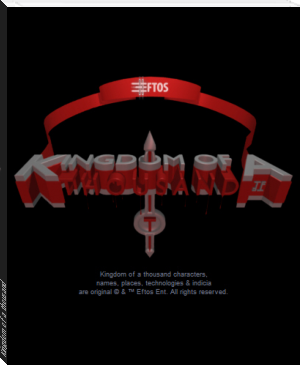 EFTOS
KINGDOM OF A
THOUSAND II
Kingdom of a thousand characters,
names, places, technologies & indicia
are original © & ™ Eftos Ent. All rights reserved.
Kingdom of a thousand